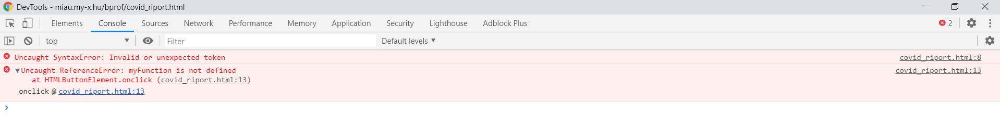 DevTools - miau.my-x.hu/bprof/covid_riport.html
Elements Console Sources Network Performance Memory Application Security Lighthouse Adblock Plus 2
top Filter Default levels
Uncaught SyntaxError: Invalid or unexpected token covid_riport.html:8
Uncaught ReferenceError: myFunction is not defined covid_riport.html:13
at HTMLButtonElement.onclick (covid_riport.html:13)
onclick @ covid_riport.html:13